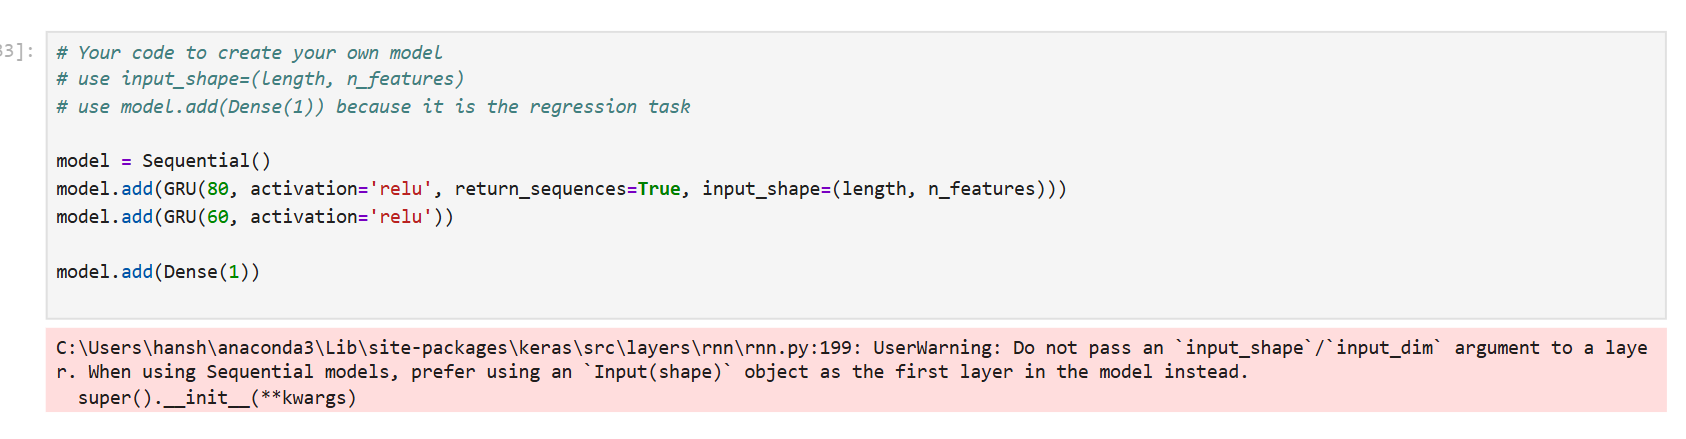 33]:
# Your code to create your own model
# use input_shape=(length, n_features)
# use model.add(Dense(1)) because it is the regression task
model = Sequential()
model.add(GRU(80, activation='relu', return_sequences=True, input_shape=(length, n_features)))
model.add(GRU(60, activation='relu'))
model.add(Dense(1))
C:\Users\hansh\anaconda3\Lib\site-packages\keras\src\layers\rnn\rnn.py:199: UserWarning: Do not pass an `input_shape`/`input_dim` argument to a laye
r. When using Sequential models, prefer using an `Input(shape)` object as the first layer in the model instead.
super().__init__(**kwargs)